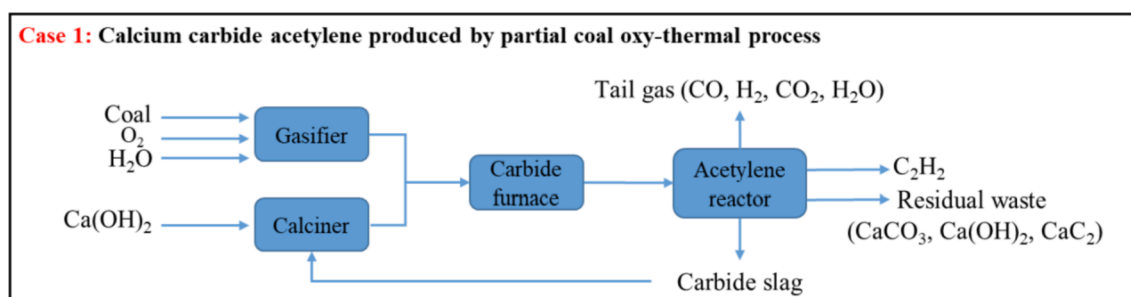 Case 1: Calcium carbide acetylene produced by partial coal oxy-thermal process
Tail gas (CO, H₂, CO₂, H₂O)
Coal
O₂
H₂O
Gasifier
Carbide
furnace
Acetylene
reactor
C₂H₂
Residual waste
(CaCO₃, Ca(OH)₂, CaC₂)
Ca(OH)₂
Calciner
Carbide slag